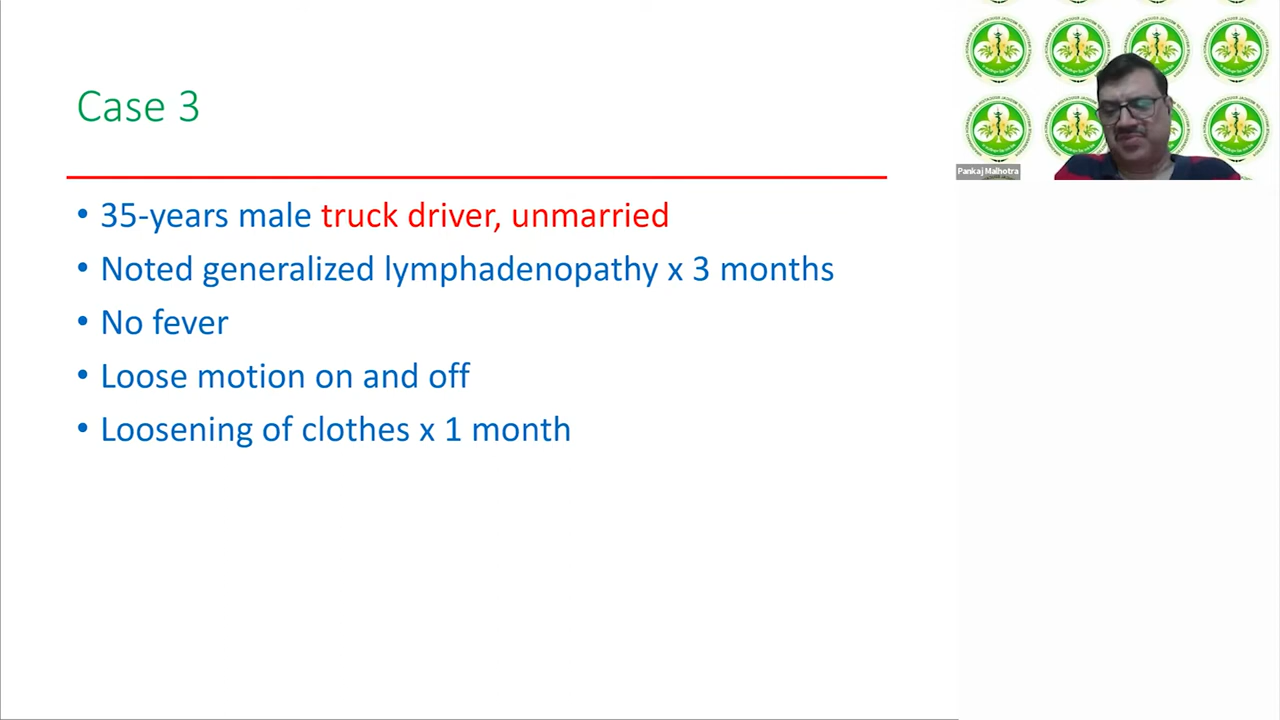 Case 3
• 35-years male truck driver, unmarried
• Noted generalized lymphadenopathy x 3 months
• No fever
• Loose motion on and off
• Loosening of clothes x 1 month
Pankaj Malhotra